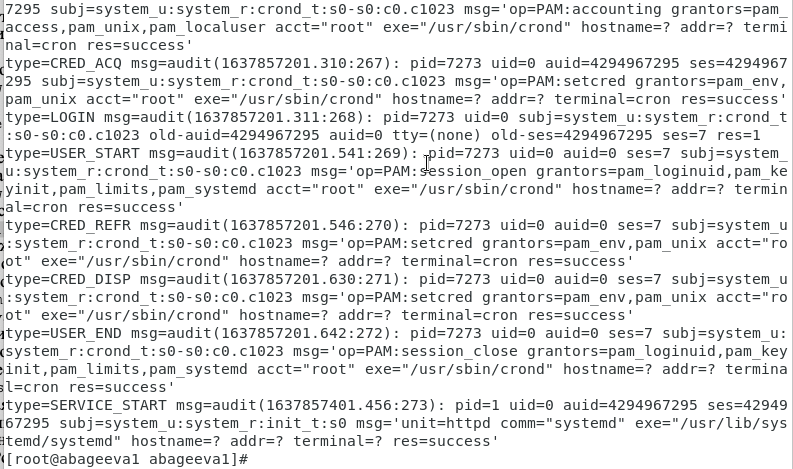 7295 subj=system_u:system_r:crond_t:s0-s0:c0.c1023 msg='op=PAM:accounting grantors=pam_
access,pam_unix,pam_localuser acct="root" exe="/usr/sbin/crond" hostname=? addr=? termi
nal=cron res=success'
type=CRED_ACQ msg=audit(1637857201.310:267): pid=7273 uid=0 auid=4294967295 ses=4294967
295 subj=system_u:system_r:crond_t:s0-s0:c0.c1023 msg='op=PAM:setcred grantors=pam_env,
pam_unix acct="root" exe="/usr/sbin/crond" hostname=? addr=? terminal=cron res=success'
type=LOGIN msg=audit(1637857201.311:268): pid=7273 uid=0 subj=system_u:system_r:crond_t
:s0-s0:c0.c1023 old-auid=4294967295 auid=0 tty=(none) old-ses=4294967295 ses=7 res=1
type=USER_START msg=audit(1637857201.541:269): pid=7273 uid=0 auid=0 ses=7 subj=system_
u:system_r:crond_t:s0-s0:c0.c1023 msg='op=PAM:session_open grantors=pam_loginuid,pam_ke
yinit,pam_limits,pam_systemd acct="root" exe="/usr/sbin/crond" hostname=? addr=? termin
al=cron res=success'
type=CRED_REFR msg=audit(1637857201.546:270): pid=7273 uid=0 auid=0 ses=7 subj=system_u
:system_r:crond_t:s0-s0:c0.c1023 msg='op=PAM:setcred grantors=pam_env,pam_unix acct="ro
ot" exe="/usr/sbin/crond" hostname=? addr=? terminal=cron res=success'
type=CRED_DISP msg=audit(1637857201.630:271): pid=7273 uid=0 auid=0 ses=7 subj=system_u
:system_r:crond_t:s0-s0:c0.c1023 msg='op=PAM:setcred grantors=pam_env,pam_unix acct="ro
ot" exe="/usr/sbin/crond" hostname=? addr=? terminal=cron res=success'
type=USER_END msg=audit(1637857201.642:272): pid=7273 uid=0 auid=0 ses=7 subj=system_u:
system_r:crond_t:s0-s0:c0.c1023 msg='op=PAM:session_close grantors=pam_loginuid,pam_key
init,pam_limits,pam_systemd acct="root" exe="/usr/sbin/crond" hostname=? addr=? termina
l=cron res=success'
type=SERVICE_START msg=audit(1637857401.456:273): pid=1 uid=0 auid=4294967295 ses=42949
67295 subj=system_u:system_r:init_t:s0 msg='unit=httpd comm="systemd" exe="/usr/lib/sys
temd/systemd" hostname=? addr=? terminal=? res=success'
[root@abageeva1 abageeva1]#